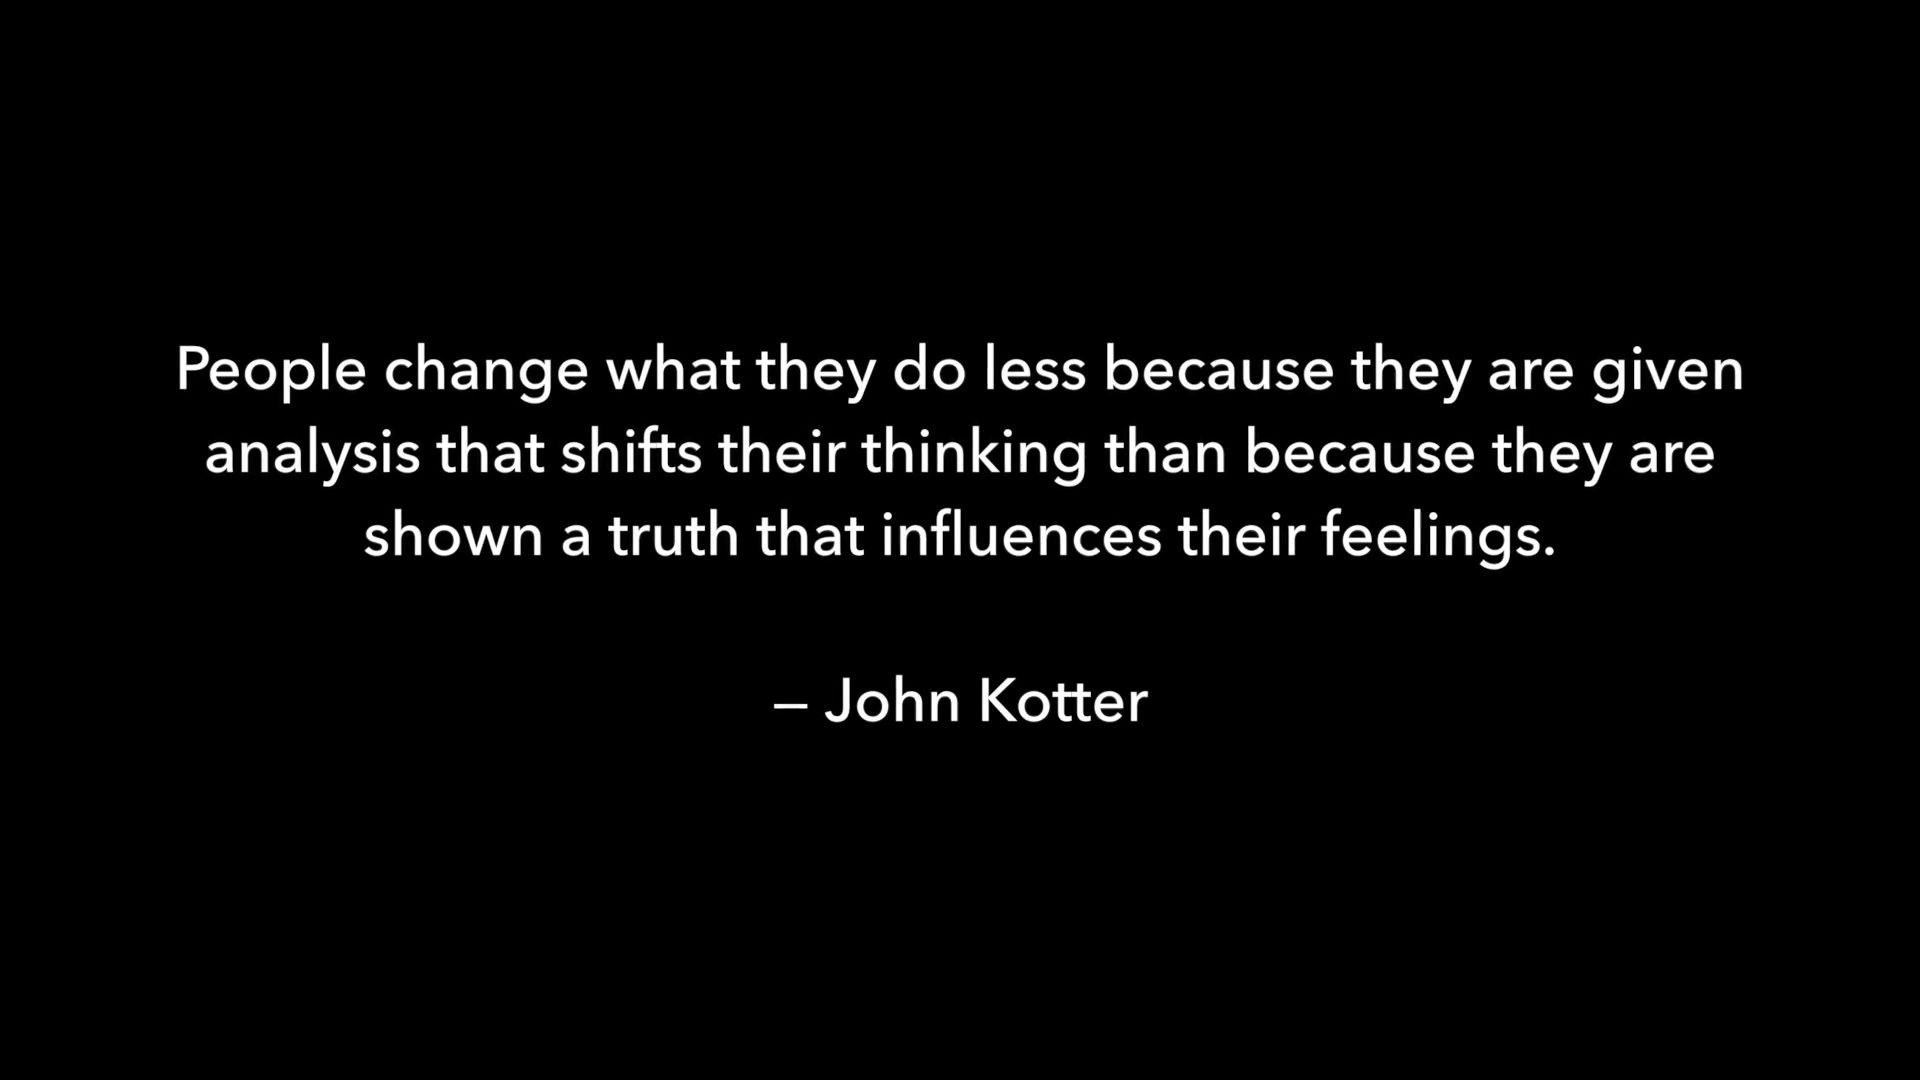 People change what they do less because they are given
analysis that shifts their thinking than because they are
shown a truth that influences their feelings.
– John Kotter